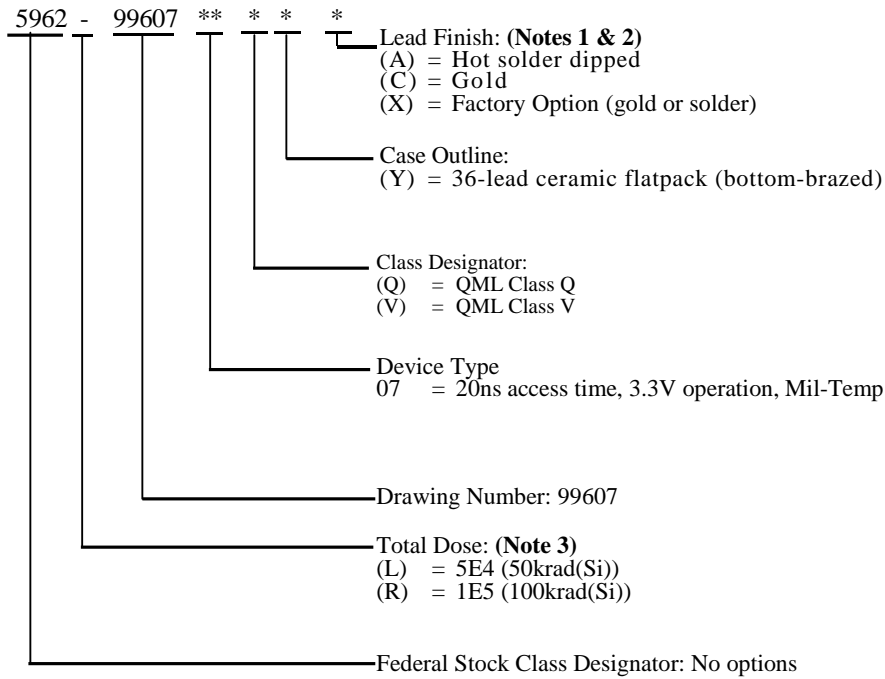 5962 - 99607 ** * * *
Lead Finish: (Notes 1 & 2)
(A) = Hot solder dipped
(C) = Gold
(X) = Factory Option (gold or solder)
Case Outline:
(Y) = 36-lead ceramic flatpack (bottom-brazed)
Class Designator:
(Q) = QML Class Q
(V) = QML Class V
Device Type
07 = 20ns access time, 3.3V operation, Mil-Temp
Drawing Number: 99607
Total Dose: (Note 3)
(L) = 5E4 (50krad(Si))
(R) = 1E5 (100krad(Si))
Federal Stock Class Designator: No options